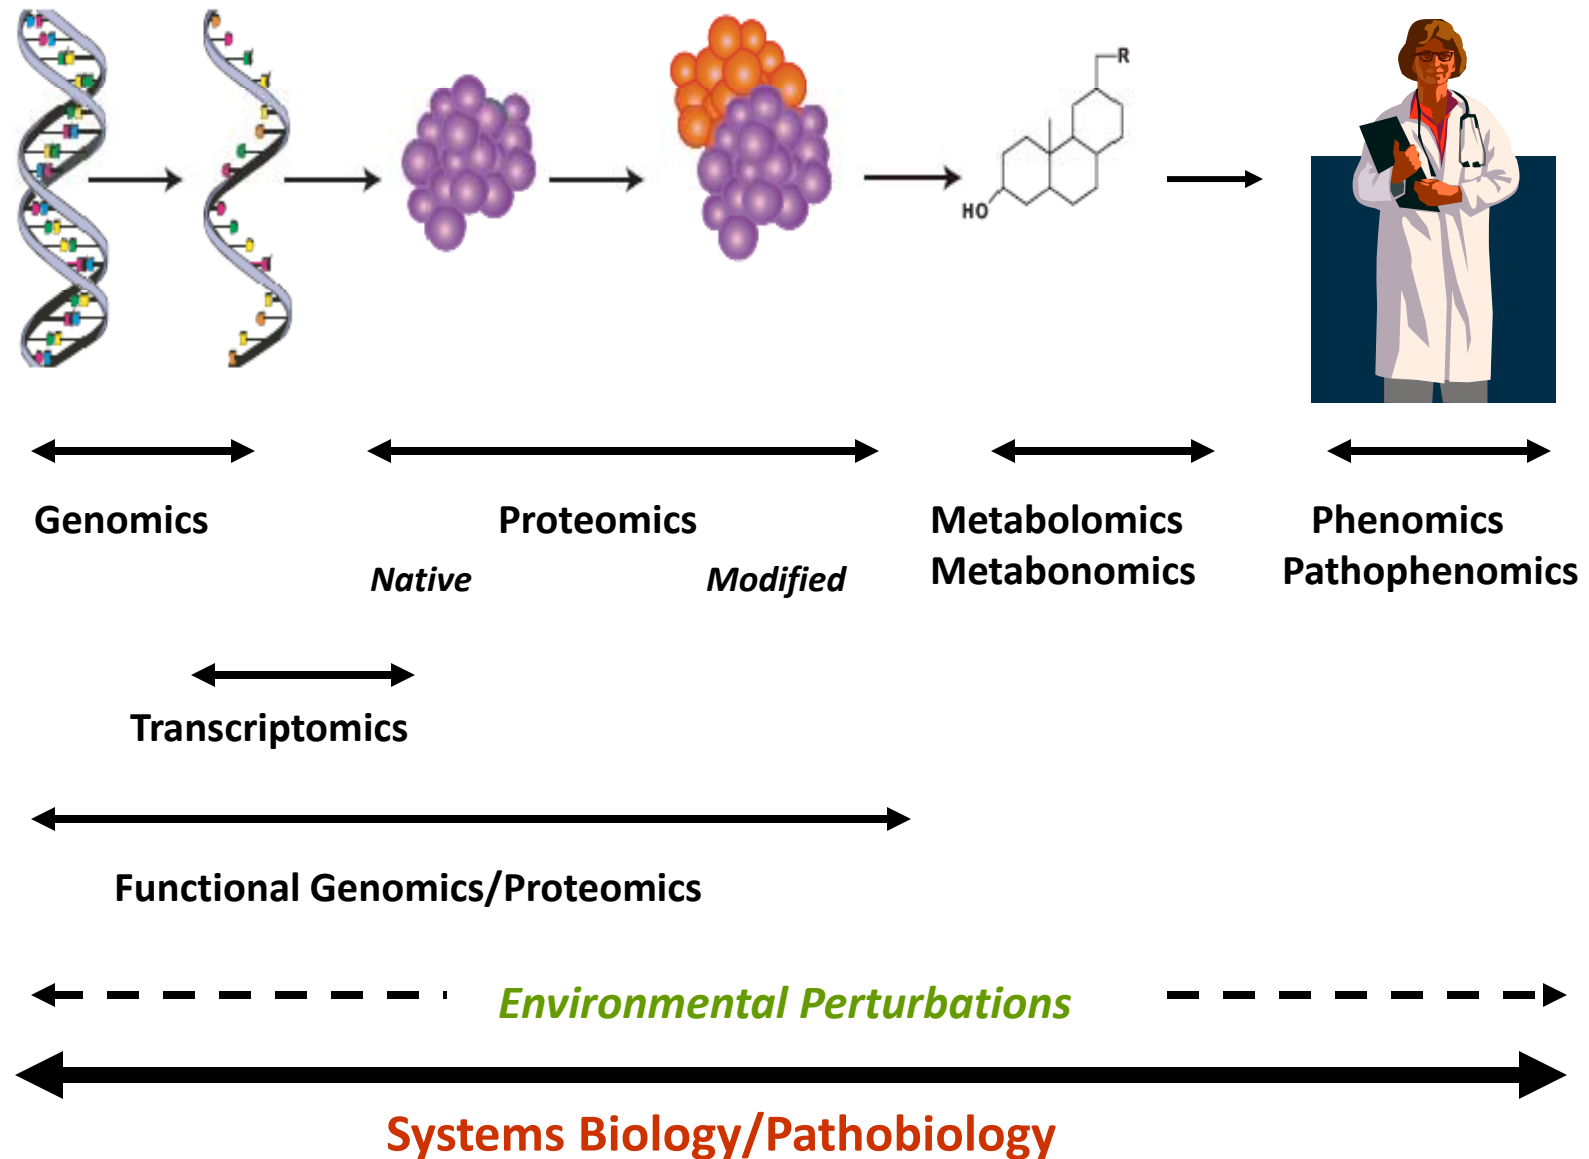 R
HO
Genomics
Proteomics
Metabolomics
Metabonomics
Phenomics
Pathophenomics
Native
Modified
Transcriptomics
Functional Genomics/Proteomics
Environmental Perturbations
Systems Biology/Pathobiology